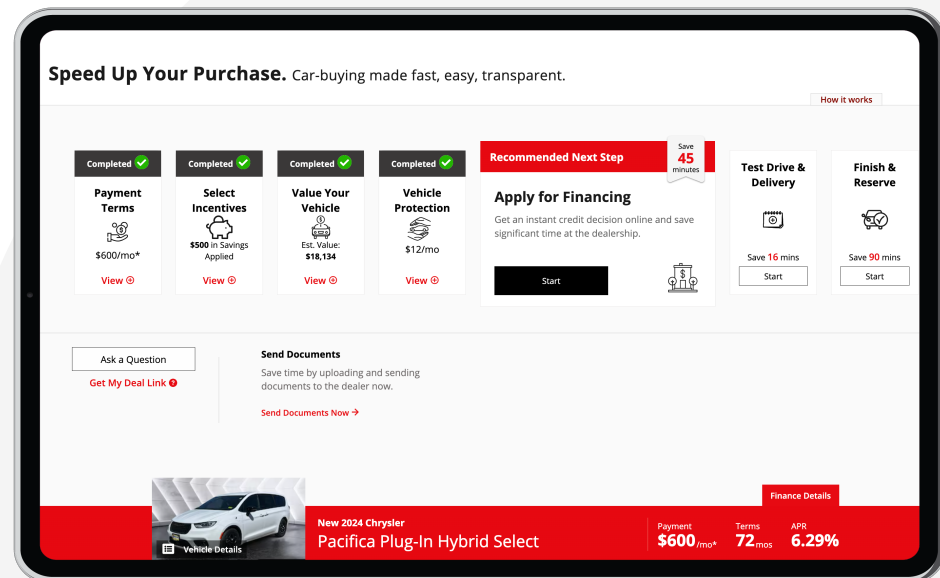 Speed Up Your Purchase. Car-buying made fast, easy, transparent.
How it works
Completed
Payment
Terms
$
$600/mo*
View
Completed
Select
Incentives
$500 in Savings
Applied
View
Completed
Value Your
Vehicle
$
Est. Value:
$18,134
View
Completed
Vehicle
Protection
$12/mo
View
Recommended Next Step
Save
45
minutes
Apply for Financing
Get an instant credit decision online and save
significant time at the dealership.
Start
$
Test Drive &
Delivery
Save 16 mins
Start
Finish &
Reserve
Save 90 mins
Start
Ask a Question
Get My Deal Link ?
Send Documents
Save time by uploading and sending
documents to the dealer now.
Send Documents Now →
Vehicle Details
New 2024 Chrysler
Pacifica Plug-In Hybrid Select
Finance Details
Payment
$600/mo*
Terms
72 mos
APR
6.29%